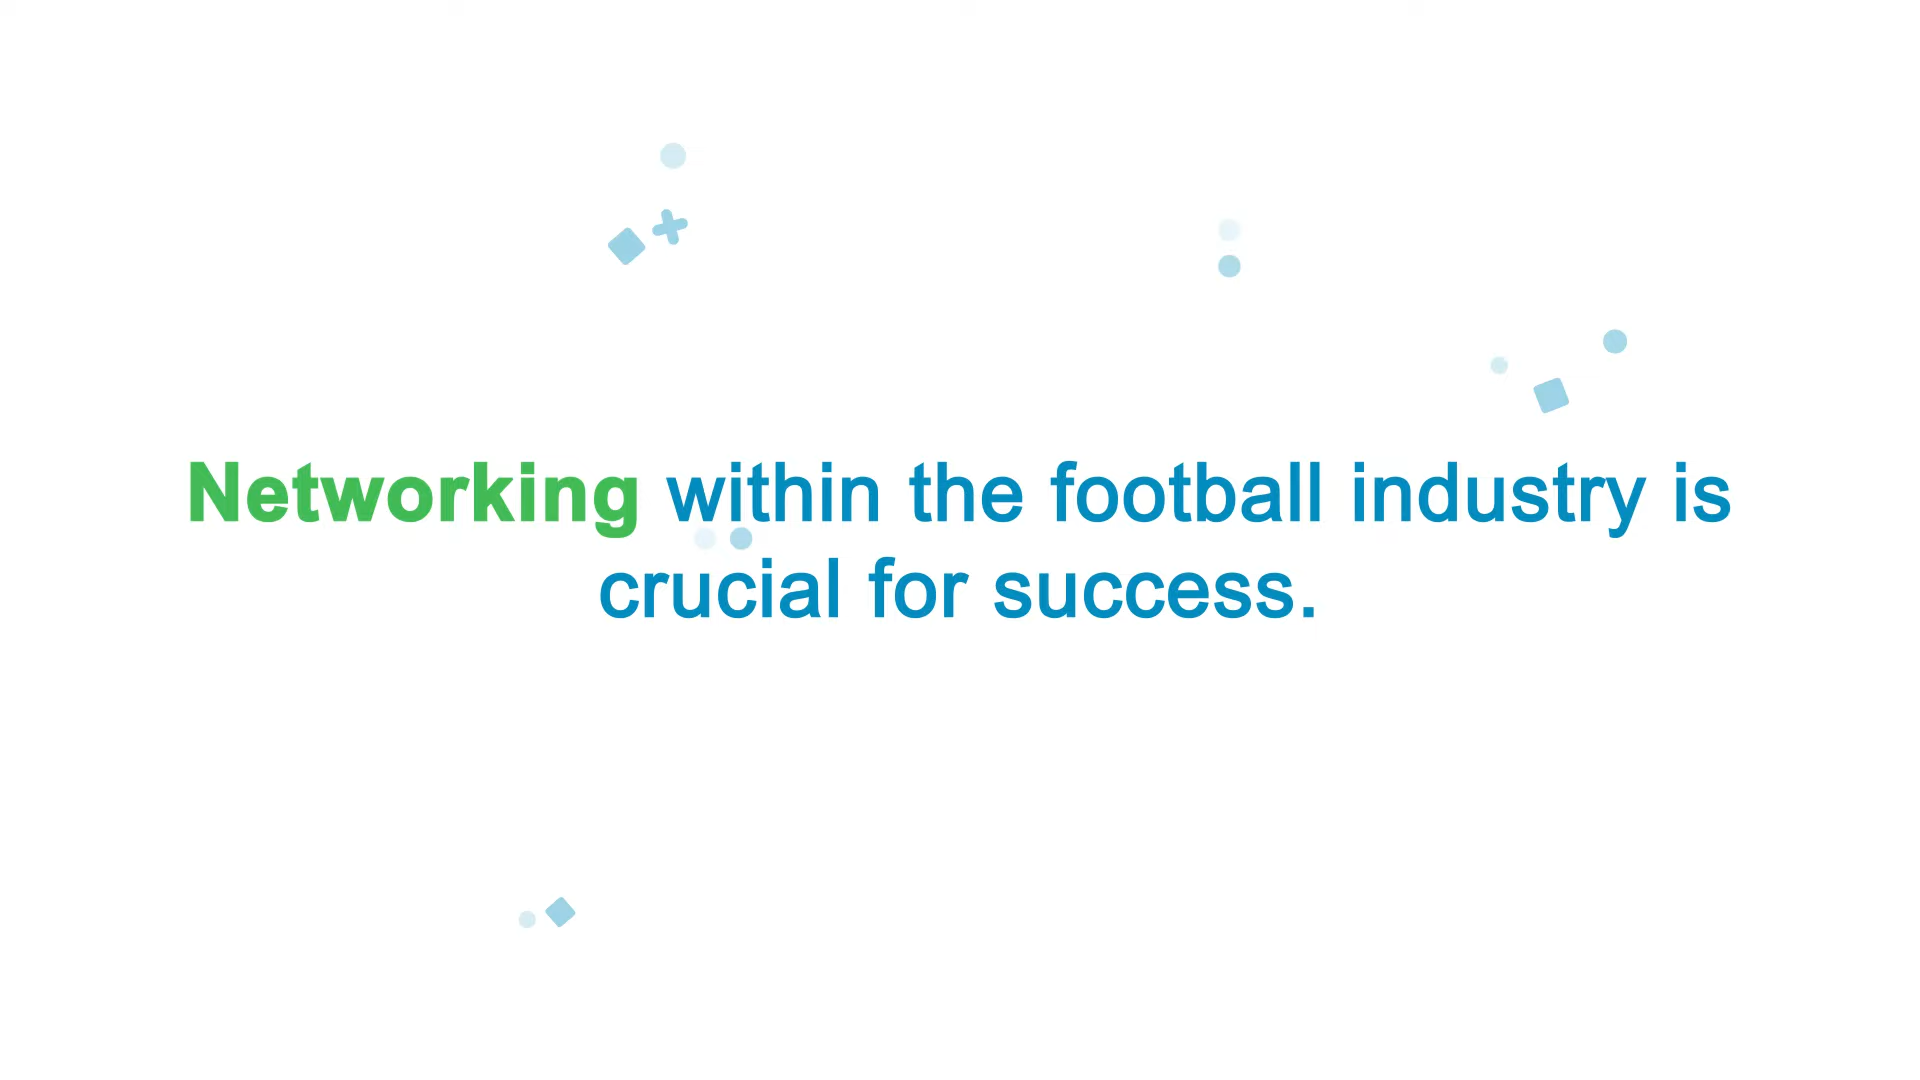 Networking within the football industry is
crucial for success.